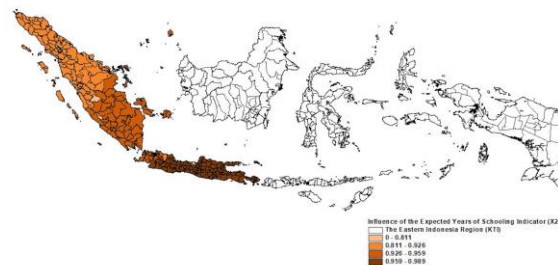 Influence of the Expected Years of Schooling Indicator (X2
The Eastern Indonesia Region (KTI)
0 - 0.811
0.811 - 0.926
0.926 - 0.959
0.959 - 0.989